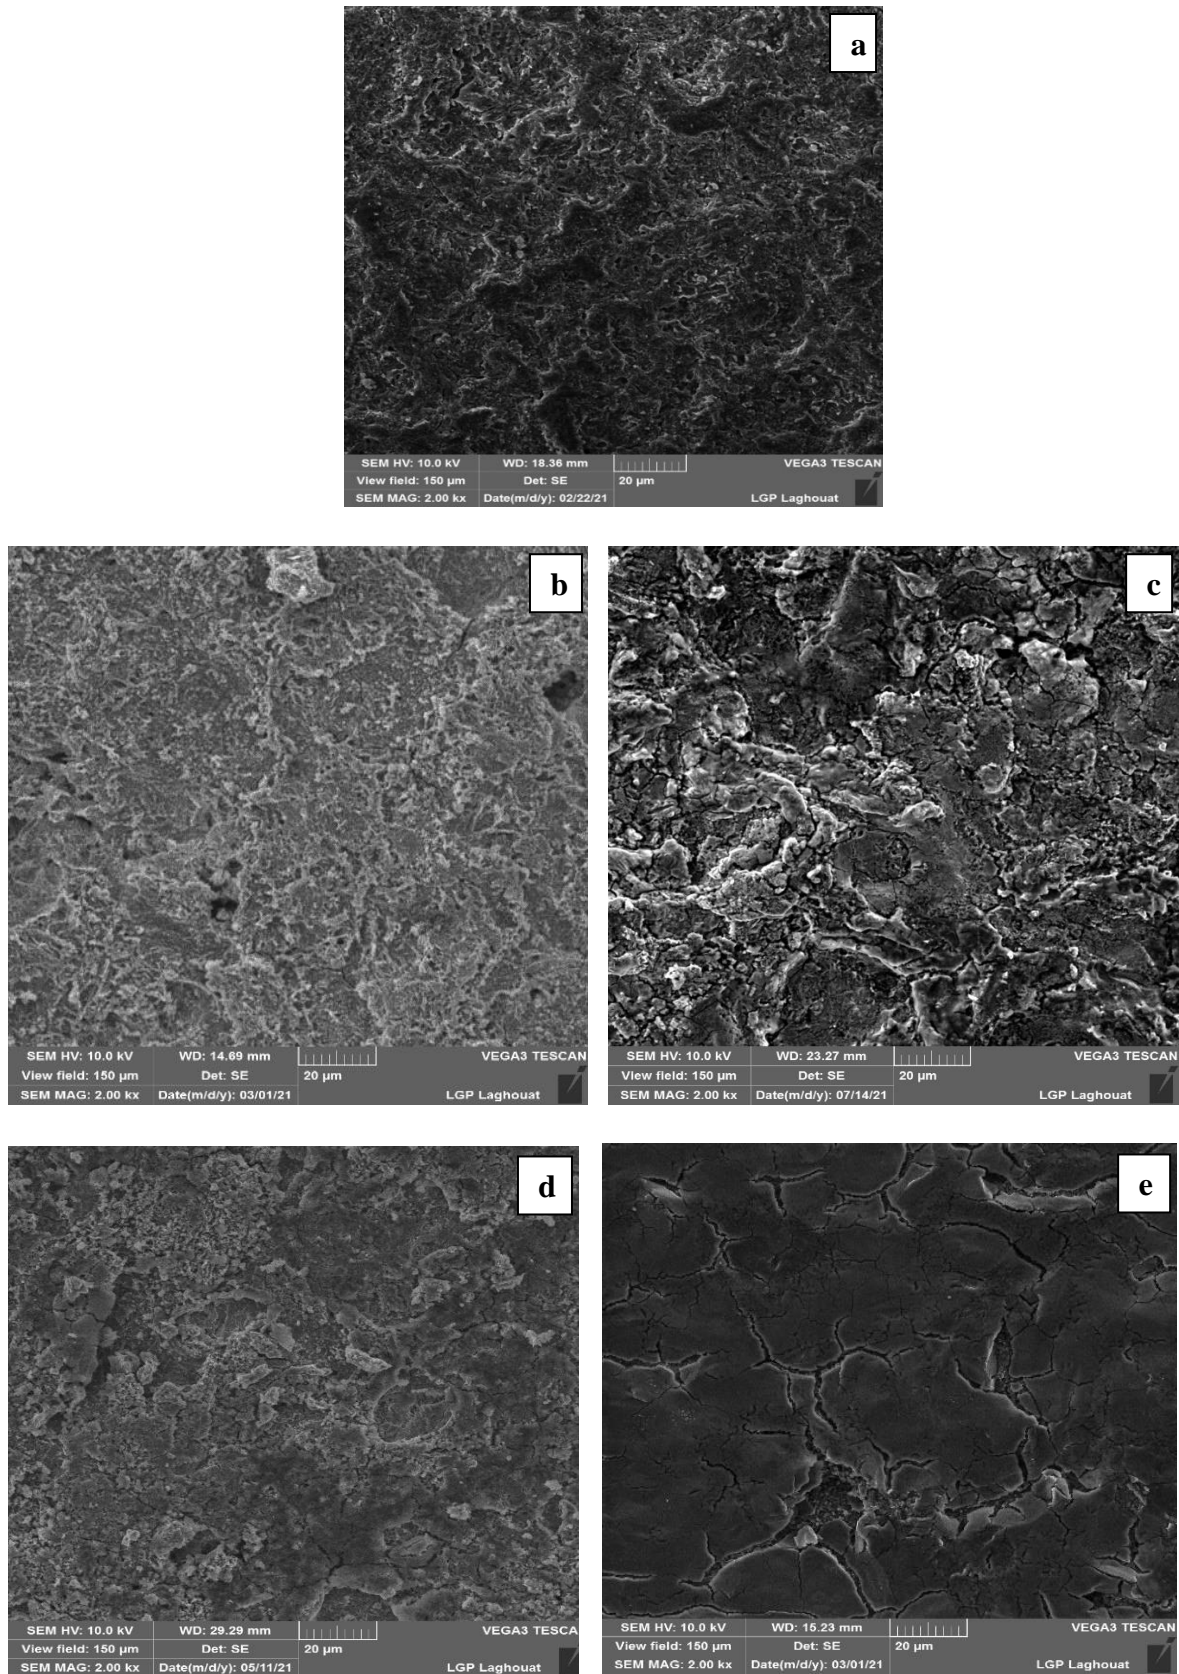 a
SEM HV: 10.0 kV WD: 18.36 mm VEGA3 TESCAN
View field: 150 µm Det: SE 20 µm
SEM MAG: 2.00 kx Date(m/d/y): 02/22/21 LGP Laghouat
b
SEM HV: 10.0 kV WD: 14.69 mm VEGA3 TESCAN
View field: 150 µm Det: SE 20 µm
SEM MAG: 2.00 kx Date(m/d/y): 03/01/21 LGP Laghouat
c
SEM HV: 10.0 kV WD: 23.27 mm VEGA3 TESCAN
View field: 150 µm Det: SE 20 µm
SEM MAG: 2.00 kx Date(m/d/y): 07/14/21 LGP Laghouat
d
SEM HV: 10.0 kV WD: 29.29 mm VEGA3 TESCAN
View field: 150 µm Det: SE 20 µm
SEM MAG: 2.00 kx Date(m/d/y): 05/11/21 LGP Laghouat
e
SEM HV: 10.0 kV WD: 15.23 mm VEGA3 TESCAN
View field: 150 µm Det: SE 20 µm
SEM MAG: 2.00 kx Date(m/d/y): 03/01/21 LGP Laghouat